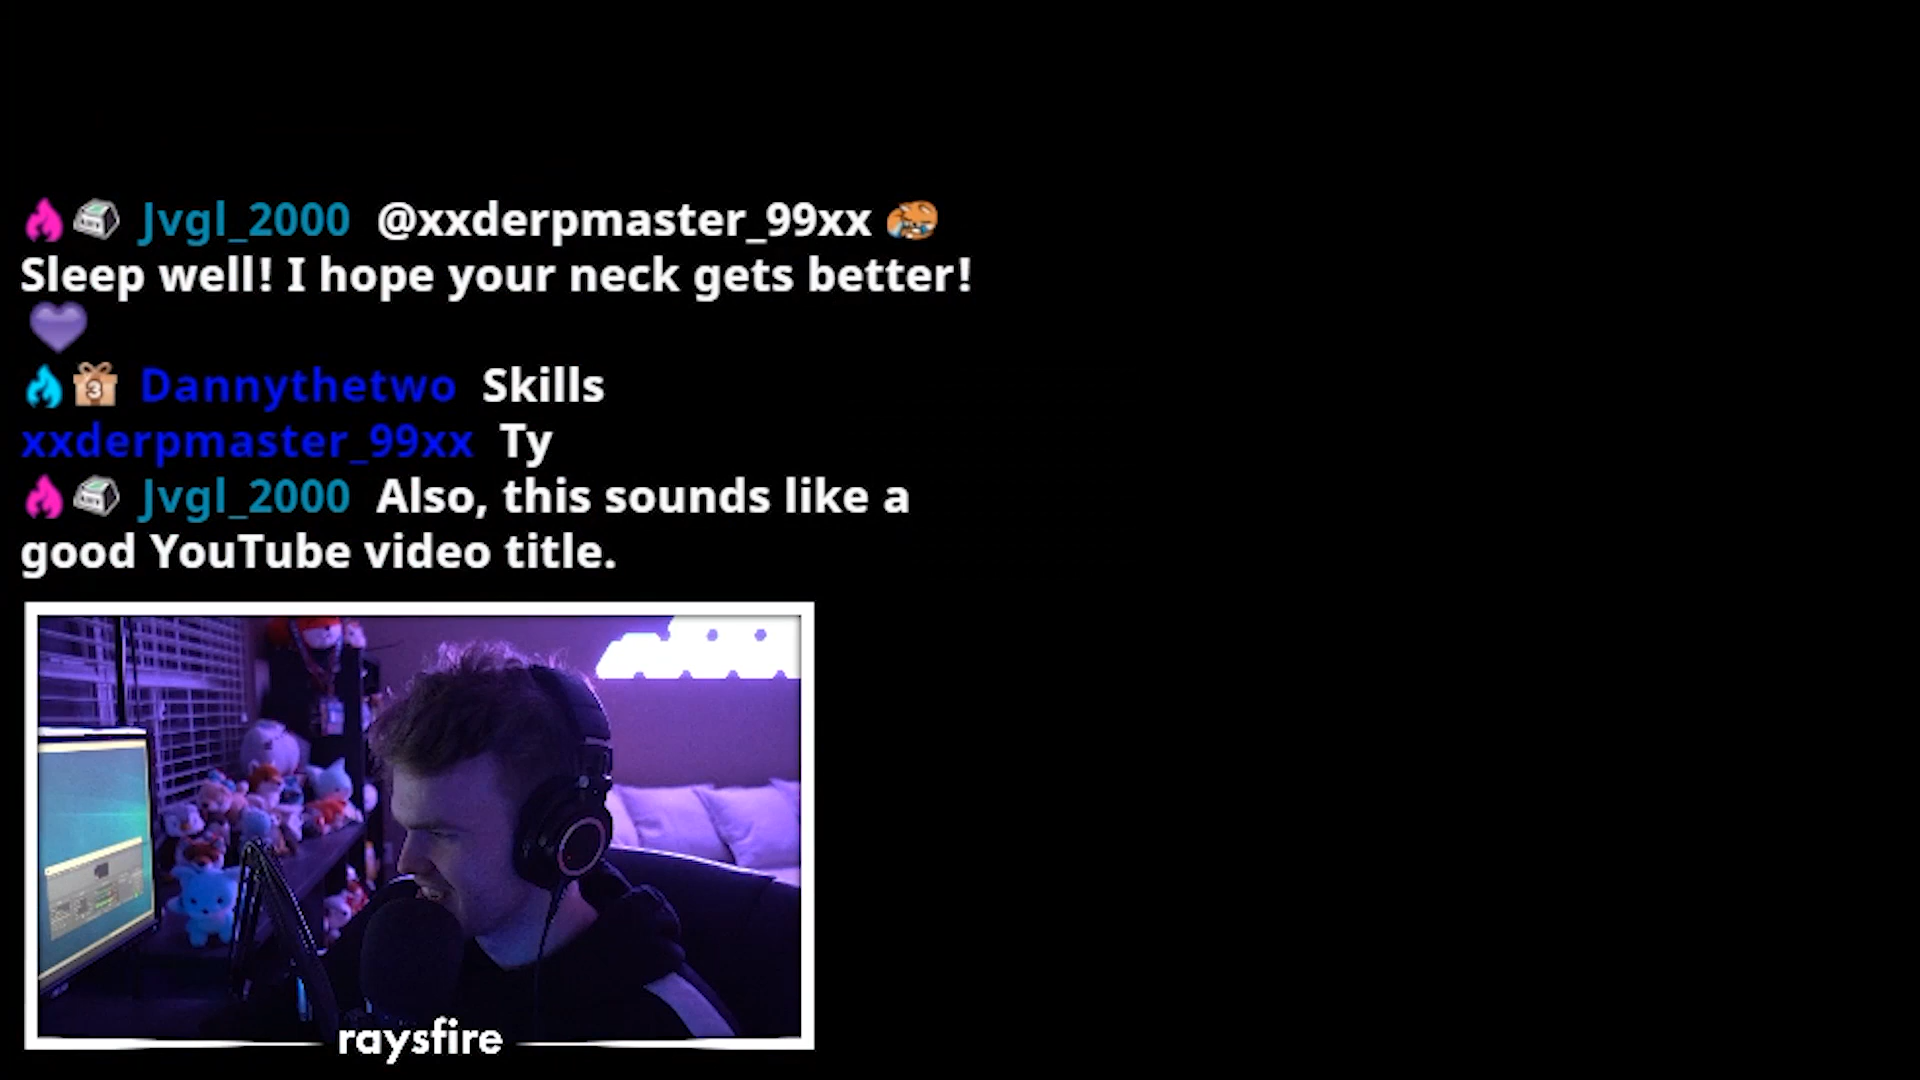 Jvgl_2000 @xxderpmaster_99xx
Sleep well! I hope your neck gets better!
Dannythetwo Skills
xxderpmaster_99xx Ty
Jvgl_2000 Also, this sounds like a
good YouTube video title.
raysfire